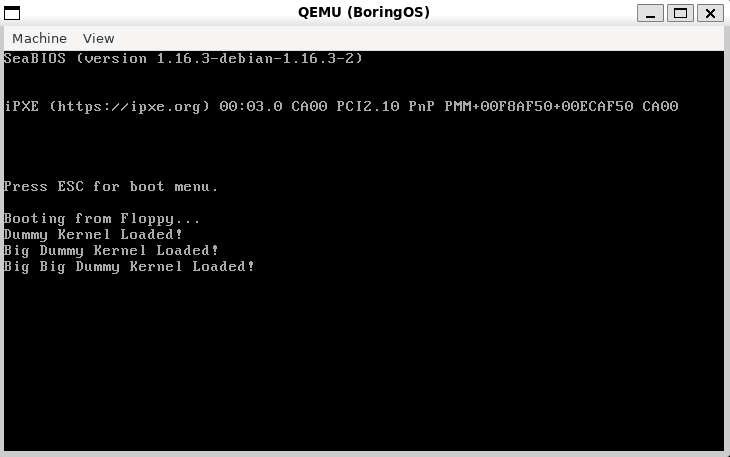 QEMU (BoringOS)
Machine View
SeaBIOS (version 1.16.3-debian-1.16.3-2)
iPXE (https://ipxe.org) 00:03.0 CA00 PCI2.10 PnP PMM+00F8AF50+00ECAF50 CA00
Press ESC for boot menu.
Booting from Floppy...
Dummy Kernel Loaded!
Big Dummy Kernel Loaded!
Big Big Dummy Kernel Loaded!